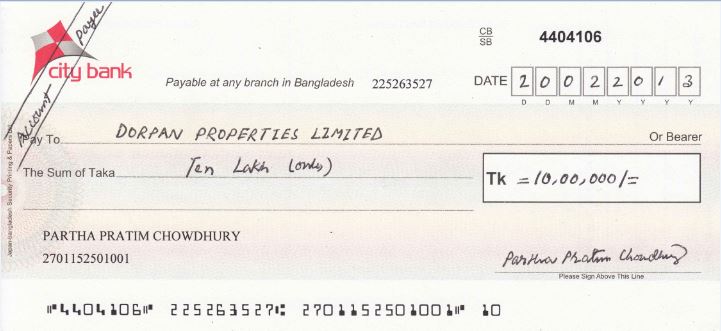 account payee
city bank
CB
SB
4404106
Payable at any branch in Bangladesh 225263527
DATE 2 0 0 2 2 0 1 3
D D M M Y Y Y Y
Pay To DORPAN PROPERTIES LIMITED Or Bearer
The Sum of Taka Ten Lakh (only)
Tk =10,00,000/=
Japan-Bangladesh Security Printing & Papers Ltd.
PARTHA PRATIM CHOWDHURY
2701152501001
Partha Pratim Chowdhury
Please Sign Above This Line
⑈4404106⑈ 225263527⑆ 2701152501001⑈ 10